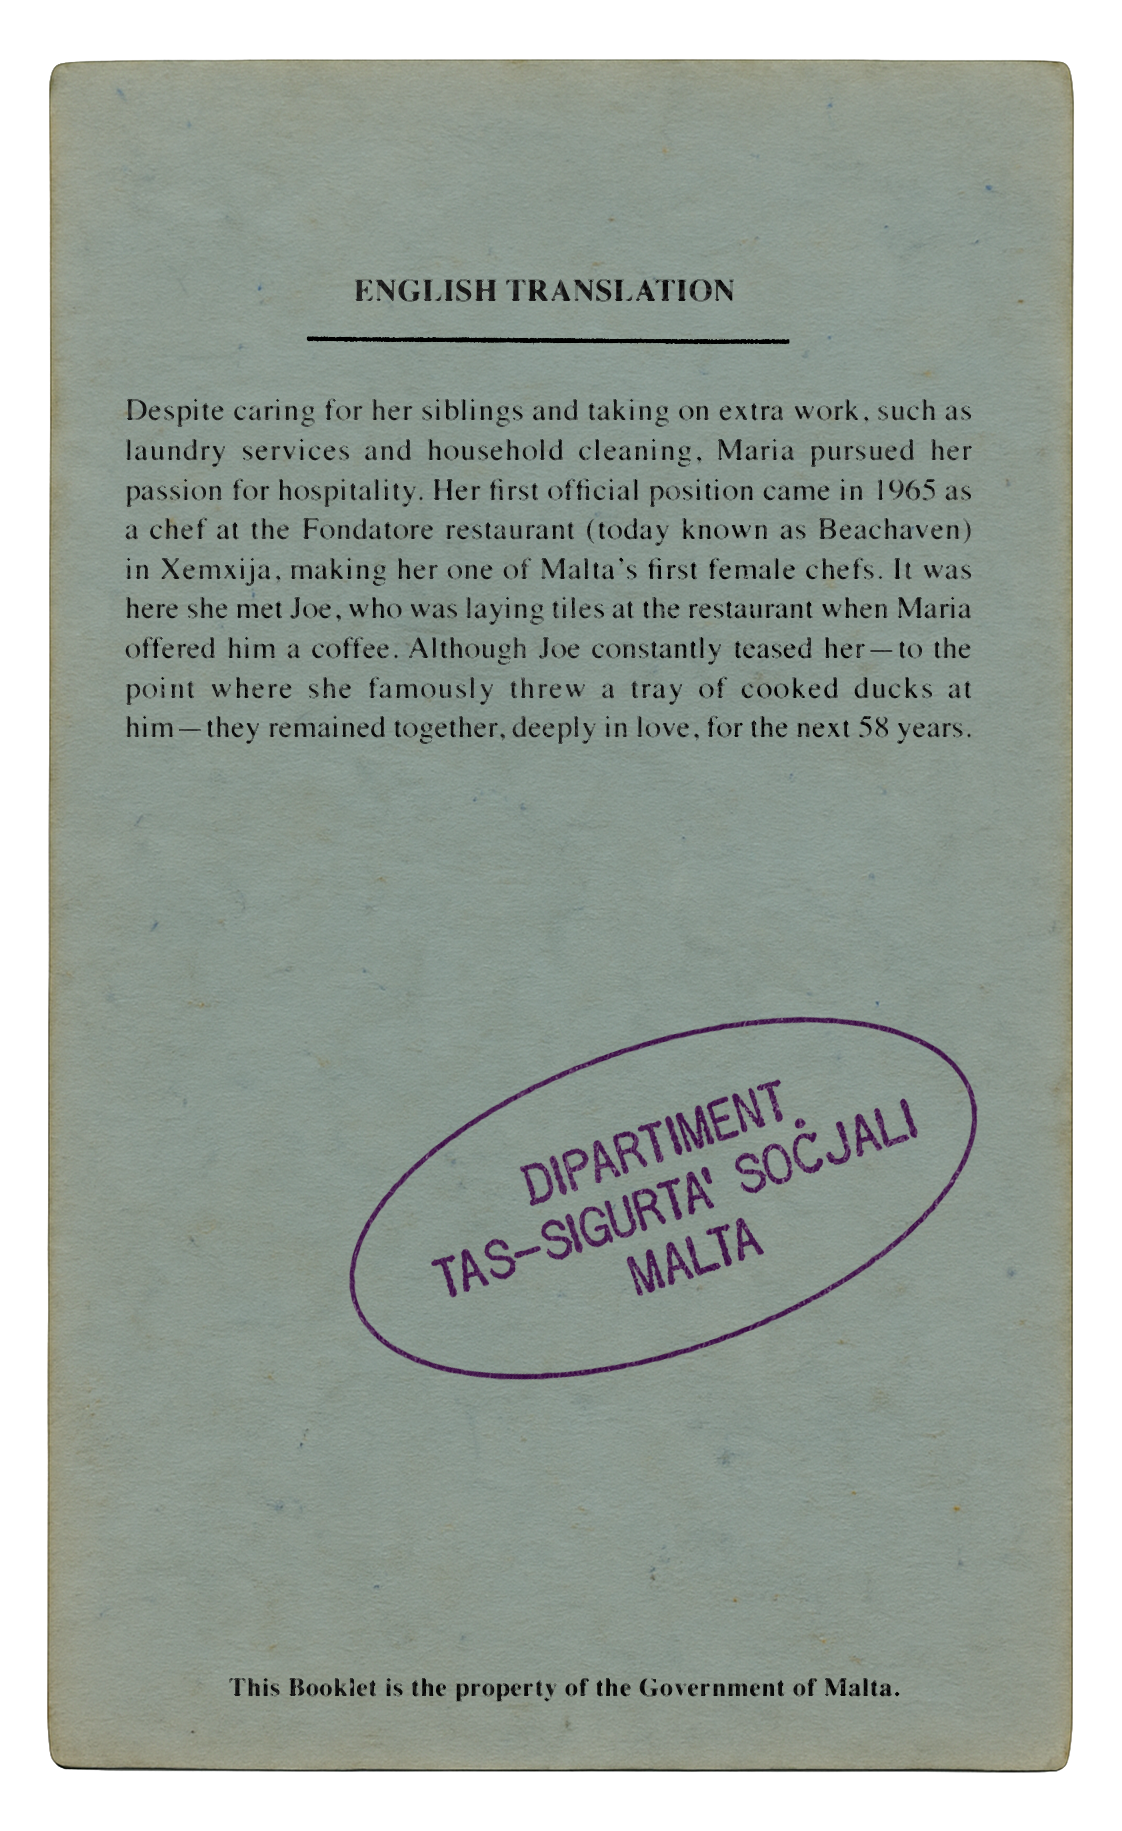 ENGLISH TRANSLATION
Despite caring for her siblings and taking on extra work, such as
laundry services and household cleaning, Maria pursued her
passion for hospitality. Her first official position came in 1965 as
a chef at the Fondatore restaurant (today known as Beachaven)
in Xemxija, making her one of Malta's first female chefs. It was
here she met Joe, who was laying tiles at the restaurant when Maria
offered him a coffee. Although Joe constantly teased her—to the
point where she famously threw a tray of cooked ducks at
him—they remained together, deeply in love, for the next 58 years.
DIPARTIMENT
TAS-SIGURTA' SOĊJALI
MALTA
This Booklet is the property of the Government of Malta.